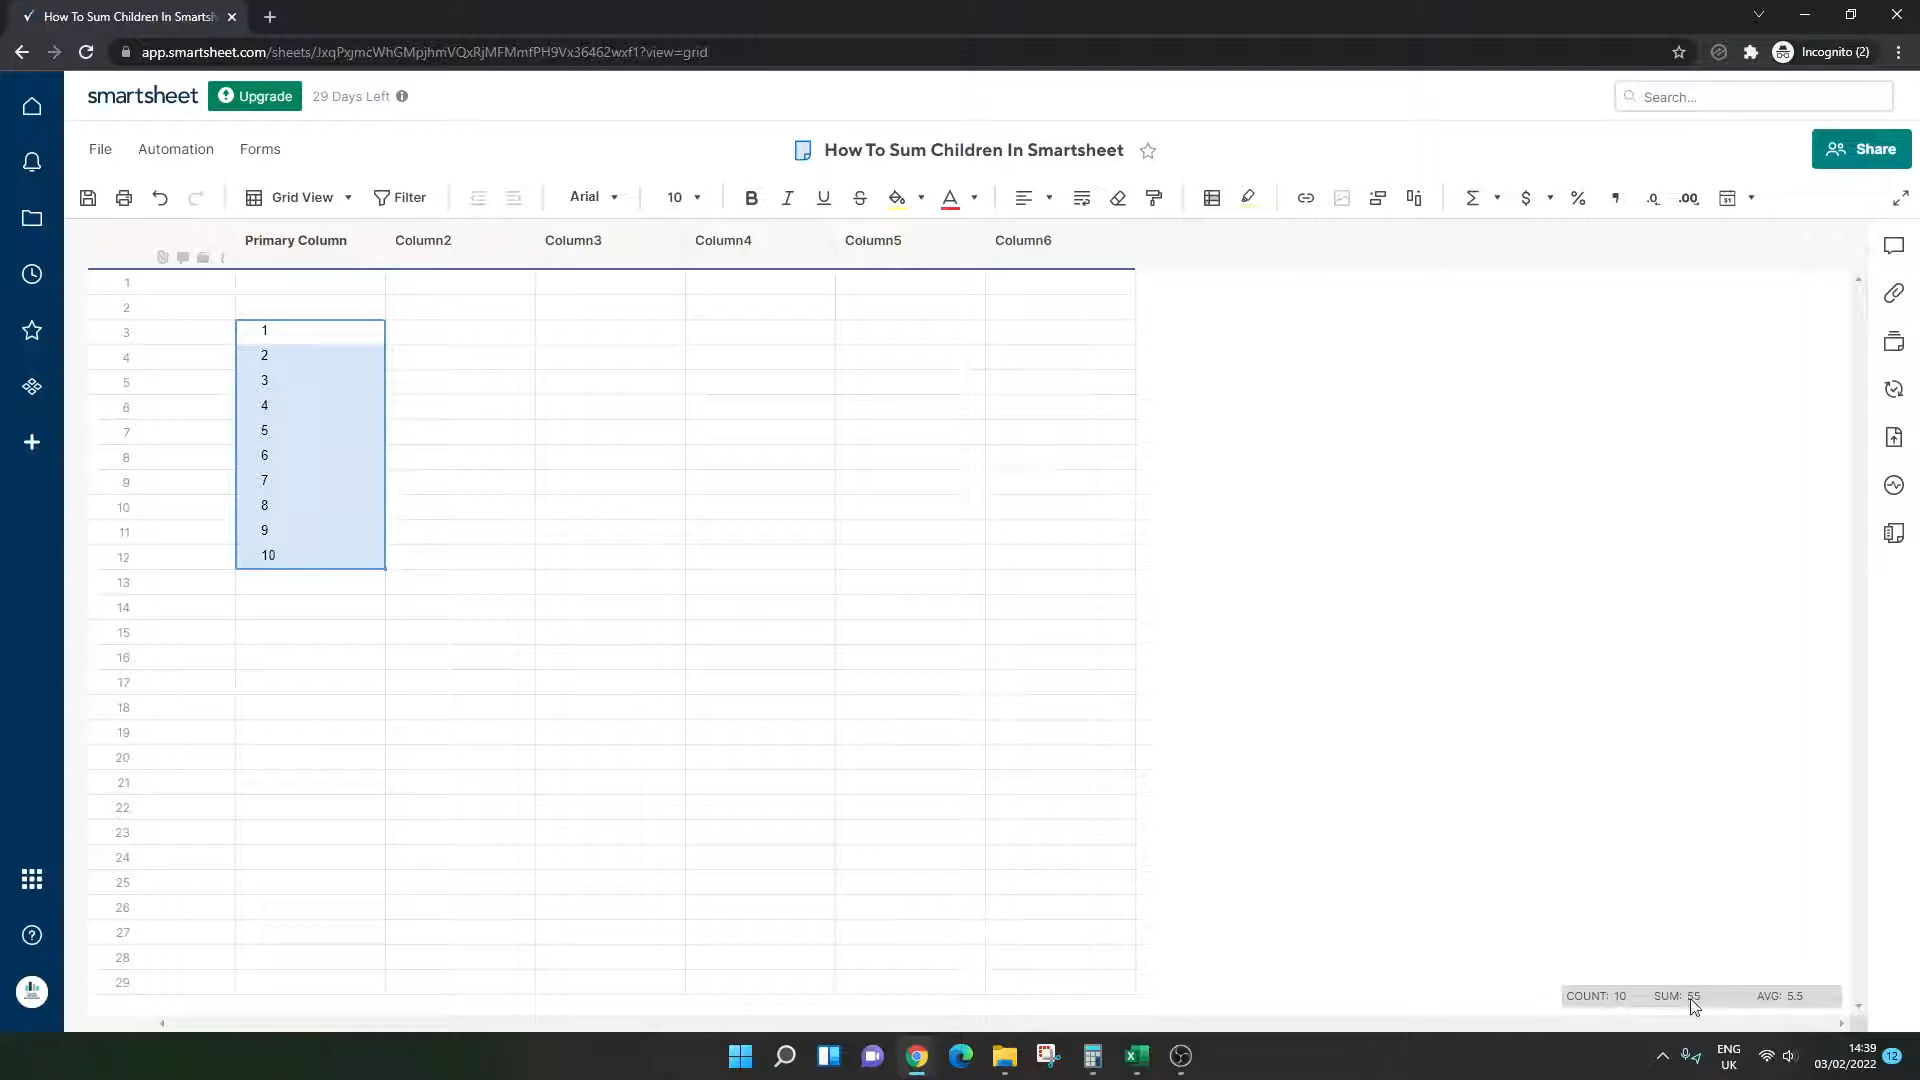 How To Sum Children In Smartsh
app.smartsheet.com/sheets/JxqPxjmcWhGMpjhmVQxRjMFMmfPH9Vx36462wxf1?view=grid
Incognito (2)
smartsheet
Upgrade
29 Days Left
Search...
File
Automation
Forms
How To Sum Children In Smartsheet
Share
Grid View
Filter
Arial
10
B
I
U
S
A
Σ
$
%
.0
.00
31
Primary Column
Column2
Column3
Column4
Column5
Column6
1
2
3 1
4 2
5 3
6 4
7 5
8 6
9 7
10 8
11 9
12 10
13
14
15
16
17
18
19
20
21
22
23
24
25
26
27
28
29
COUNT: 10 SUM: 55 AVG: 5.5
ENG
UK
14:39
03/02/2022
12